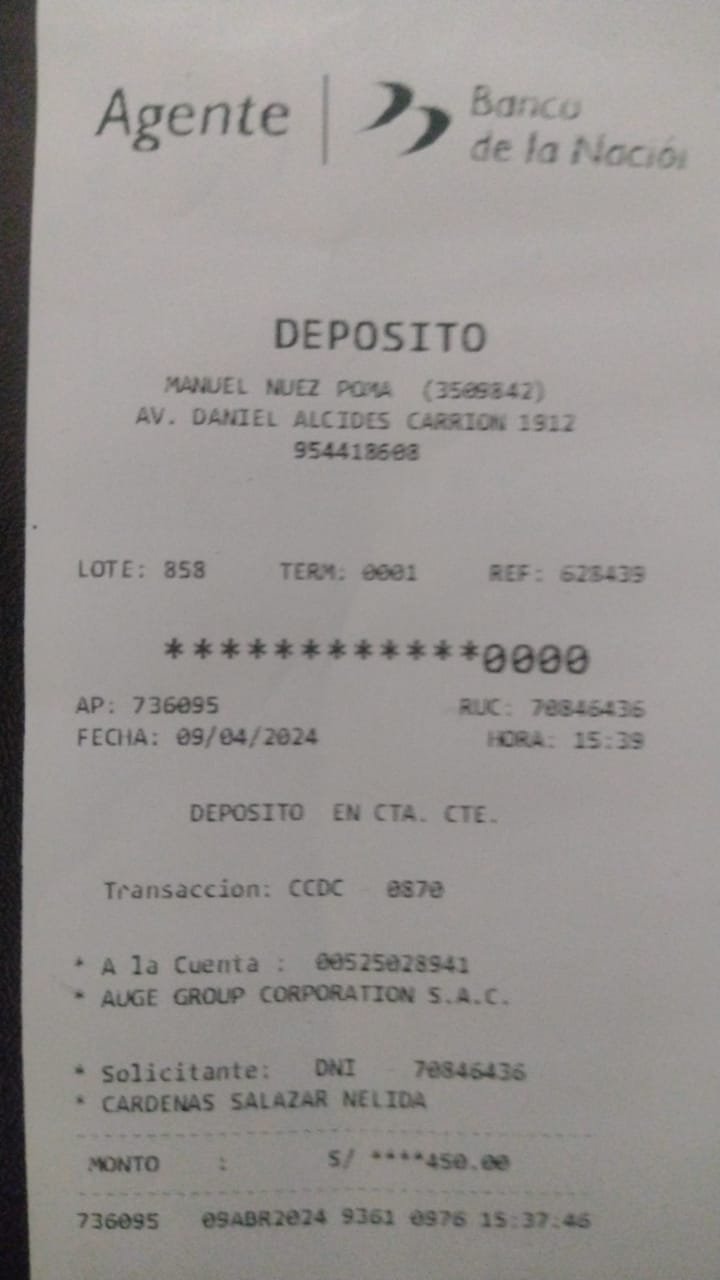 Agente | Banco
de la Nación
DEPOSITO
MANUEL NUEZ POMA (3509842)
AV. DANIEL ALCIDES CARRION 1912
954418608
LOTE: 858 TERM: 0001 REF: 628439
************0000
AP: 736095 RUC: 70846436
FECHA: 09/04/2024 HORA: 15:39
DEPOSITO EN CTA. CTE.
Transaccion: CCDC 0870
* A la Cuenta : 00525028941
* AUGE GROUP CORPORATION S.A.C.
* Solicitante: DNI 70846436
* CARDENAS SALAZAR NELIDA
MONTO : S/ ****450.00
736095 09ABR2024 9361 0976 15:37:46